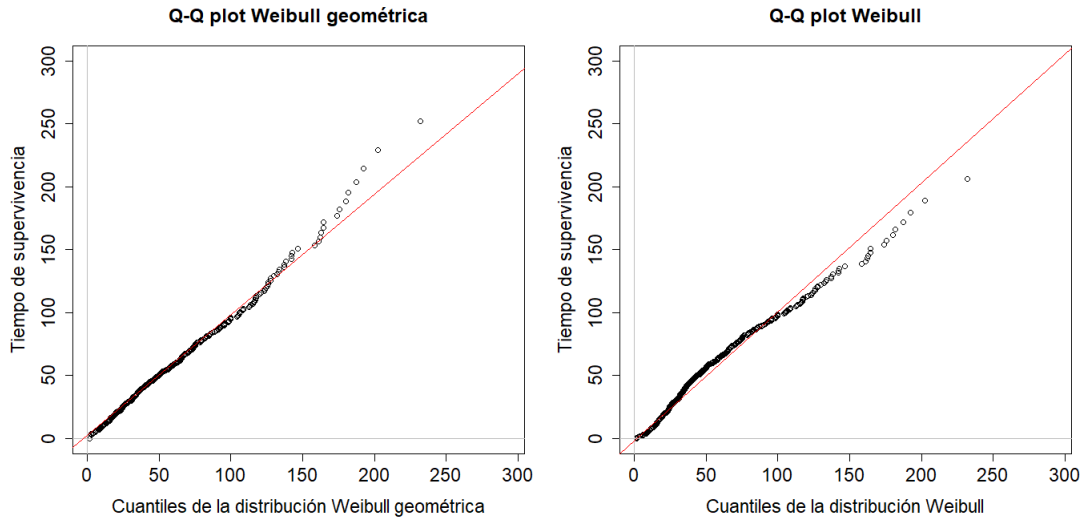 Q-Q plot Weibull geométrica
300
250
200
150
100
50
0
Tiempo de supervivencia
0 50 100 150 200 250 300
Cuantiles de la distribución Weibull geométrica
Q-Q plot Weibull
300
250
200
150
100
50
0
Tiempo de supervivencia
0 50 100 150 200 250 300
Cuantiles de la distribución Weibull